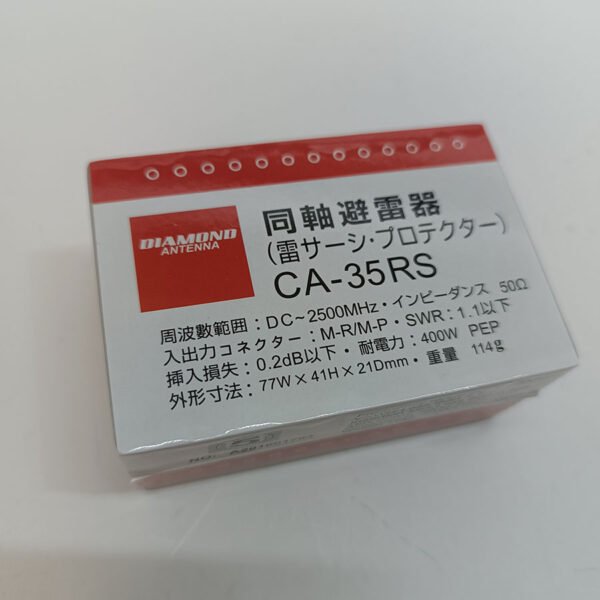 DIAMOND
ANTENNA
同軸避雷器
(雷サーシ・プロテクター)
CA-35RS
周波數範囲：DC～2500MHz・インピーダンス 50Ω
入出力コネクター：M-R/M-P・SWR：1.1以下
挿入損失：0.2dB以下・耐電力：400W PEP
外形寸法：77W×41H×21Dmm・重量 114g
NO.